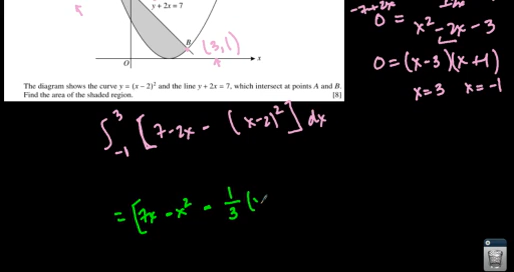 y + 2x = 7
B (3,1)
O x
The diagram shows the curve y = (x − 2)² and the line y + 2x = 7, which intersect at points A and B.
Find the area of the shaded region. [8]
-7+2x
0 = x² - 2x - 3
0 = (x-3)(x+1)
x=3 x=-1
∫₋₁³ [7-2x - (x-2)²] dx
= [7x - x² - 1/3 (